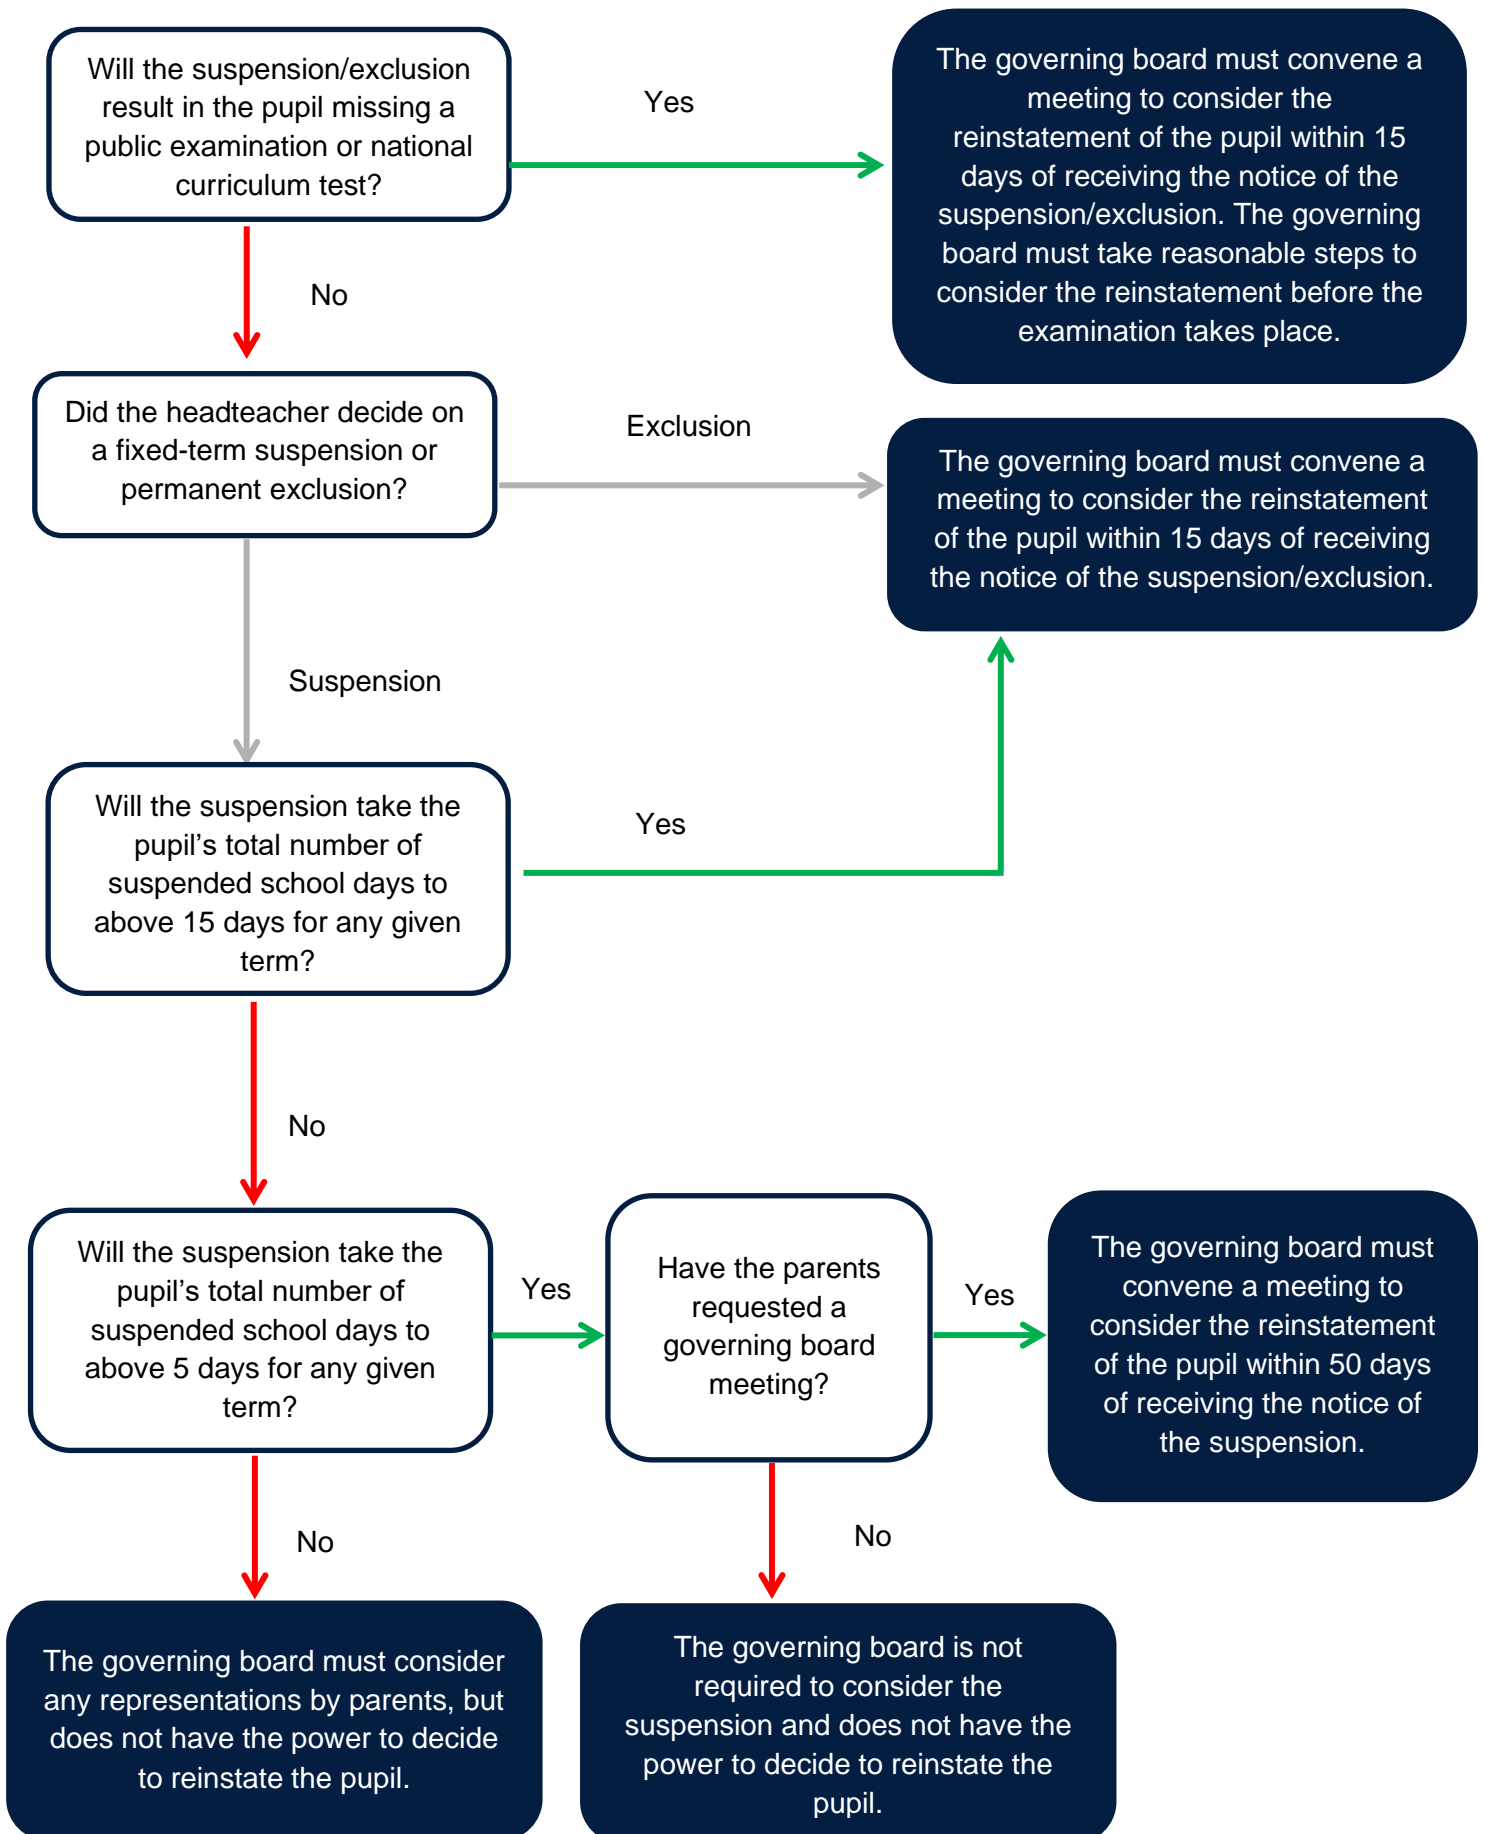 Will the suspension/exclusion
result in the pupil missing a
public examination or national
curriculum test?
Yes
The governing board must convene a
meeting to consider the
reinstatement of the pupil within 15
days of receiving the notice of the
suspension/exclusion. The governing
board must take reasonable steps to
consider the reinstatement before the
examination takes place.
No
Did the headteacher decide on
a fixed-term suspension or
permanent exclusion?
Exclusion
The governing board must convene a
meeting to consider the reinstatement
of the pupil within 15 days of receiving
the notice of the suspension/exclusion.
Suspension
Will the suspension take the
pupil’s total number of
suspended school days to
above 15 days for any given
term?
Yes
No
Will the suspension take the
pupil’s total number of
suspended school days to
above 5 days for any given
term?
Yes
Have the parents
requested a
governing board
meeting?
Yes
The governing board must
convene a meeting to
consider the reinstatement
of the pupil within 50 days
of receiving the notice of
the suspension.
No
No
The governing board must consider
any representations by parents, but
does not have the power to decide
to reinstate the pupil.
The governing board is not
required to consider the
suspension and does not have the
power to decide to reinstate the
pupil.